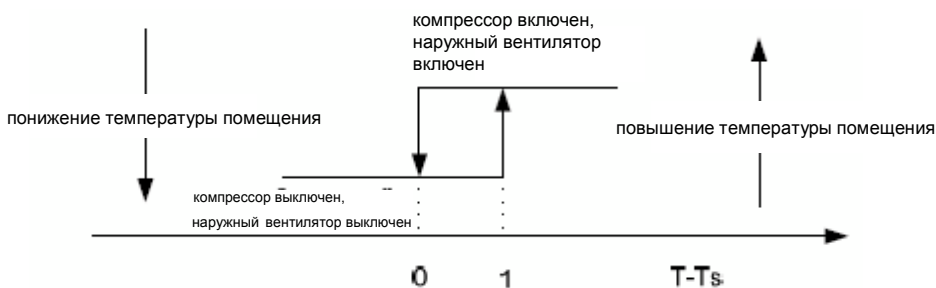 компрессор включен,
наружный вентилятор
включен
понижение температуры помещения
повышение температуры помещения
компрессор выключен,
наружный вентилятор выключен
0
1
T-Ts